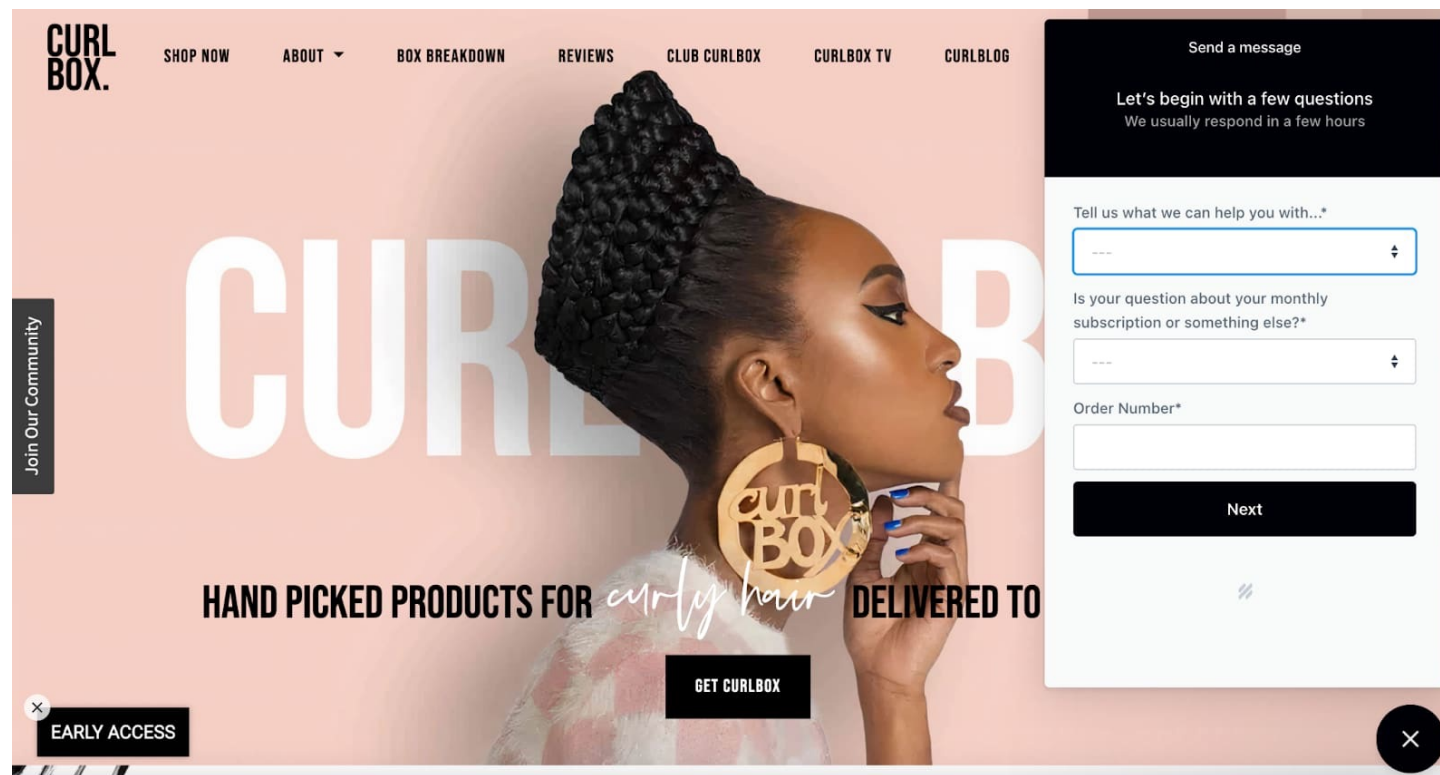 CURL
BOX.
SHOP NOW
ABOUT
BOX BREAKDOWN
REVIEWS
CLUB CURLBOX
CURLBOX TV
CURLBLOG
Send a message
Let's begin with a few questions
We usually respond in a few hours
Tell us what we can help you with...*
---
Is your question about your monthly
subscription or something else?*
---
Order Number*
Next
Join Our Community
CURL B
curl
BOX
HAND PICKED PRODUCTS FOR curly hair DELIVERED TO
GET CURLBOX
EARLY ACCESS